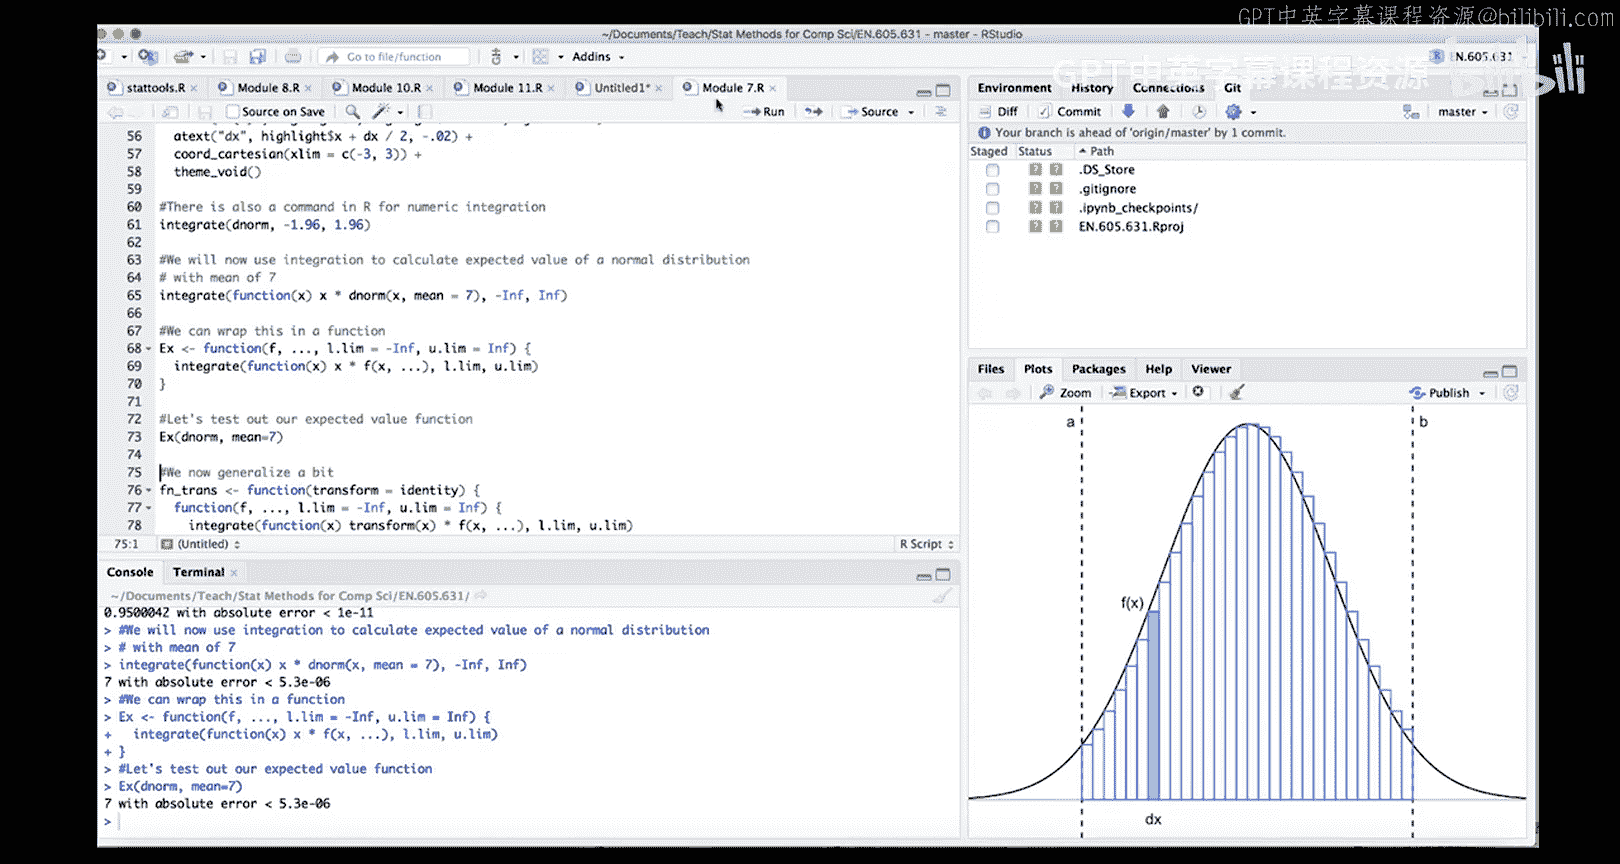 GPT中英字幕课程资源@bilibili.com
~/Documents/Teach/Stat Methods for Comp Sci/EN.605.631 - master - RStudio
Go to file/function
Addins
EN.605.631
GPT中英字幕课程资源
bilibili
stattools.R
Module 8.R
Module 10.R
Module 11.R
Untitled1*
Module 7.R
Source on Save
Run
Source
56 atext("dx", highlight$x + dx / 2, -.02) +
57 coord_cartesian(xlim = c(-3, 3)) +
58 theme_void()
59
60 #There is also a command in R for numeric integration
61 integrate(dnorm, -1.96, 1.96)
62
63 #We will now use integration to calculate expected value of a normal distribution
64 # with mean of 7
65 integrate(function(x) x * dnorm(x, mean = 7), -Inf, Inf)
66
67 #We can wrap this in a function
68 Ex <- function(f, ..., l.lim = -Inf, u.lim = Inf) {
69 integrate(function(x) x * f(x, ...), l.lim, u.lim)
70 }
71
72 #Let's test out our expected value function
73 Ex(dnorm, mean=7)
74
75 #We now generalize a bit
76 fn_trans <- function(transform = identity) {
77 function(f, ..., l.lim = -Inf, u.lim = Inf) {
78 integrate(function(x) transform(x) * f(x, ...), l.lim, u.lim)
75:1
(Untitled)
R Script
Console
Terminal
~/Documents/Teach/Stat Methods for Comp Sci/EN.605.631/
0.9500042 with absolute error < 1e-11
> #We will now use integration to calculate expected value of a normal distribution
> # with mean of 7
> integrate(function(x) x * dnorm(x, mean = 7), -Inf, Inf)
7 with absolute error < 5.3e-06
> #We can wrap this in a function
> Ex <- function(f, ..., l.lim = -Inf, u.lim = Inf) {
+ integrate(function(x) x * f(x, ...), l.lim, u.lim)
+ }
> #Let's test out our expected value function
> Ex(dnorm, mean=7)
7 with absolute error < 5.3e-06
>
Environment
History
Connections
Git
Diff
Commit
master
Your branch is ahead of 'origin/master' by 1 commit.
Staged
Status
Path
.DS_Store
.gitignore
.ipynb_checkpoints/
EN.605.631.Rproj
Files
Plots
Packages
Help
Viewer
Zoom
Export
Publish
a
b
f(x)
dx